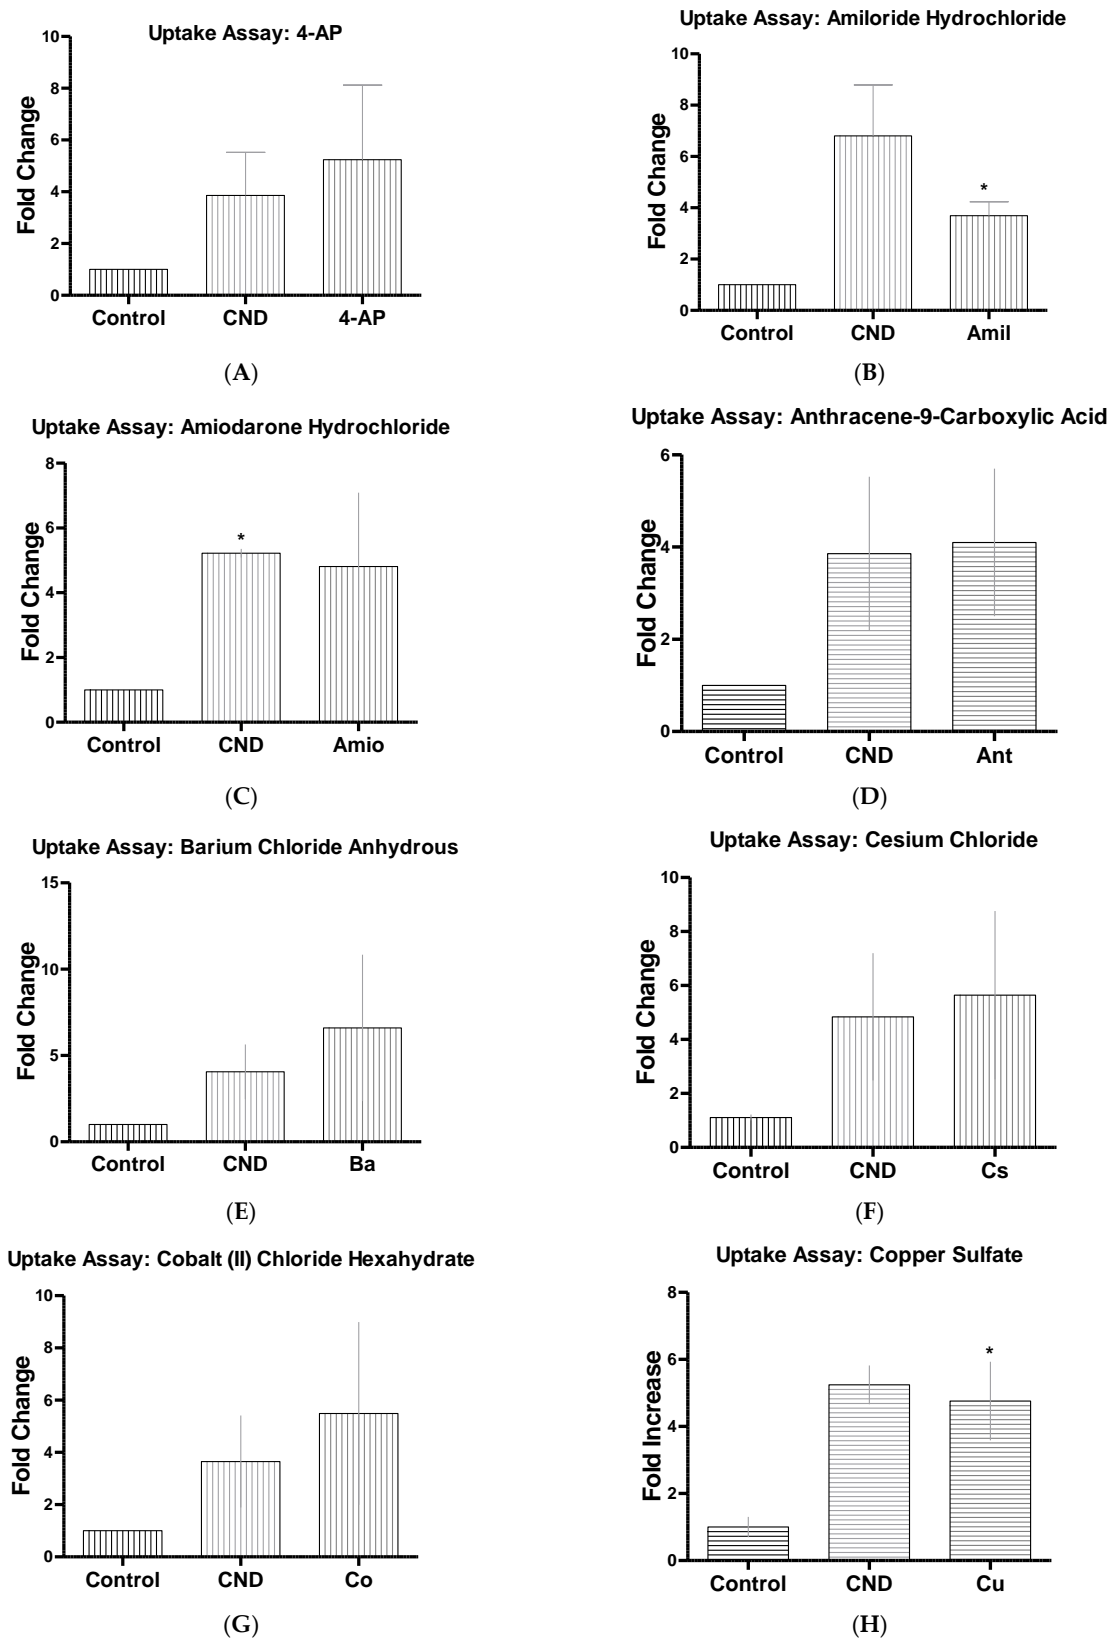 Uptake Assay: 4-AP
10
8
6
4
2
0
Fold Change
Control CND 4-AP
(A)
Uptake Assay: Amiloride Hydrochloride
10
8
6
4
2
0
Fold Change
*
Control CND Amil
(B)
Uptake Assay: Amiodarone Hydrochloride
8
6
4
2
0
Fold Change
*
Control CND Amio
(C)
Uptake Assay: Anthracene-9-Carboxylic Acid
6
4
2
0
Fold Change
Control CND Ant
(D)
Uptake Assay: Barium Chloride Anhydrous
15
10
5
0
Fold Change
Control CND Ba
(E)
Uptake Assay: Cesium Chloride
10
8
6
4
2
0
Fold Change
Control CND Cs
(F)
Uptake Assay: Cobalt (II) Chloride Hexahydrate
10
8
6
4
2
0
Fold Change
Control CND Co
(G)
Uptake Assay: Copper Sulfate
8
6
4
2
0
Fold Increase
*
Control CND Cu
(H)